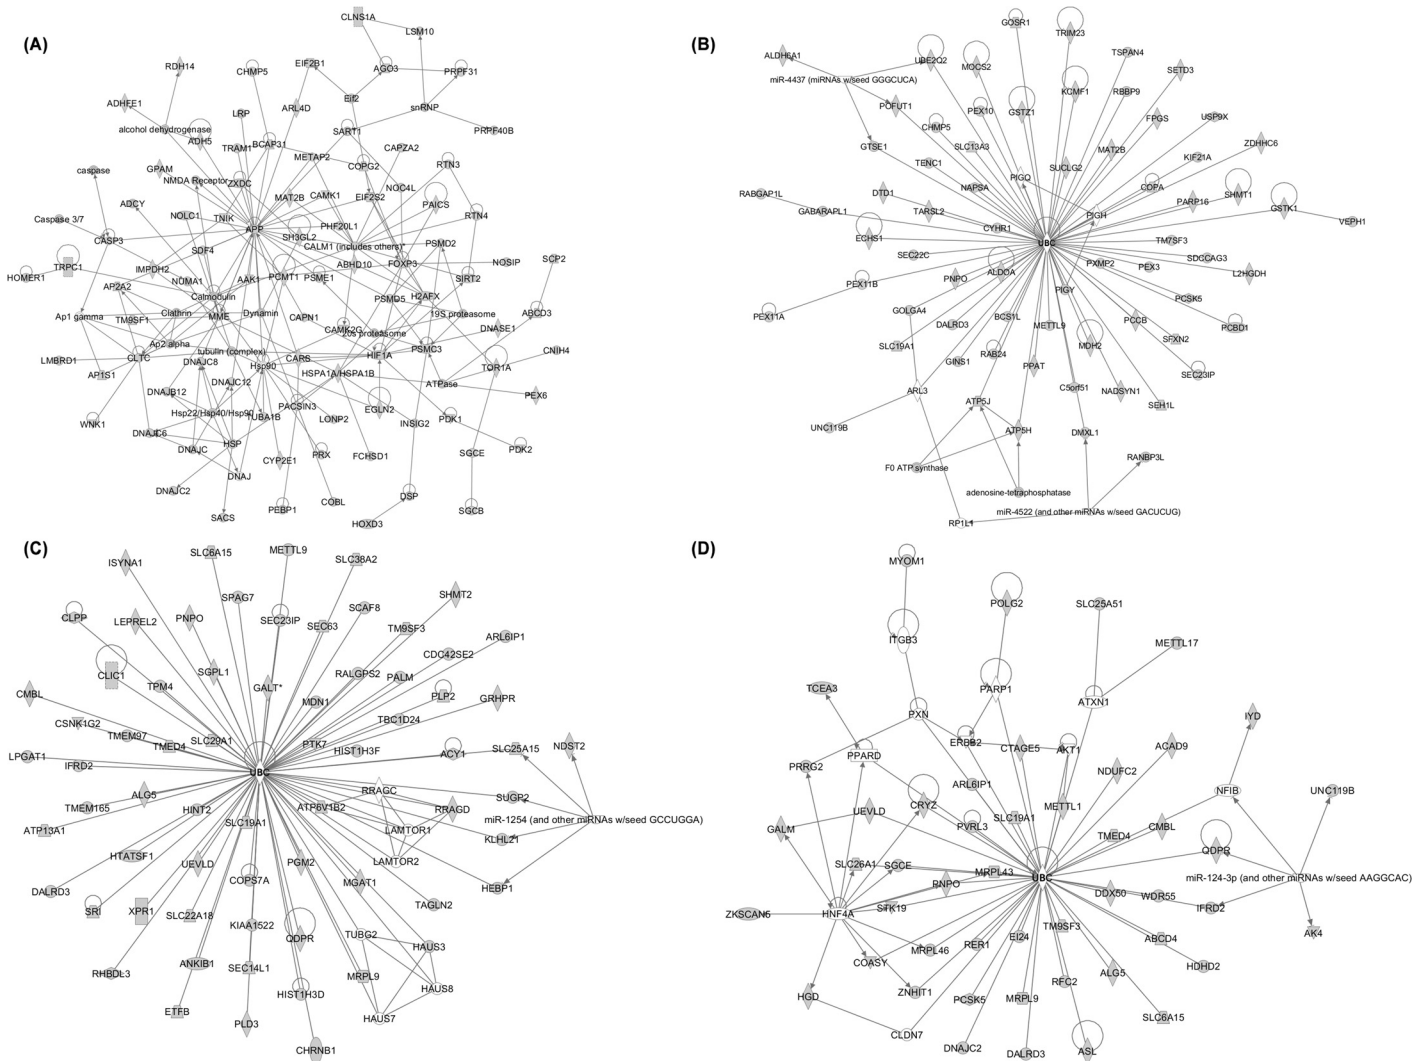 (A)
CLNS1A
LSM10
RDH14
CHMP5
EIF2B1
AGO3
PRPF31
ADHFE1
ARL4D
Eif2
snRNP
LRP
alcohol dehydrogenase
ADH5
TRAM1
BCAP31
SART1
PRPF40B
CAPZA2
METAP2
COPG2
RTN3
caspase
GPAM
NMDA Receptor
ZXDC
CAMK1
NOC4L
MAT2B
EIF2S2
PAICS
ADCY
NOLC1
TNIK
RTN4
Caspase 3/7
APP
PHF20L1
CASP3
SDF4
SH3GL2
CALM1 (includes others)*
PSMD2
HOMER1
TRPC1
IMPDH2
NUMA1
AAK1
PCMT1
PSME1
ABHD10
FOXP3
NOSIP
SCP2
SIRT2
AP2A2
Calmodulin
PSMD5
H2AFX
Ap1 gamma
TM9SF1
Clathrin
MME
Dynamin
CAPN1
19S proteasome
ABCD3
CAMK2G
20s proteasome
DNASE1
Ap2 alpha
LMBRD1
CLTC
tubulin (complex)
CARS
HIF1A
PSMC3
CNIH4
AP1S1
DNAJC8
Hsp90
HSPA1A/HSPA1B
TOR1A
DNAJB12
DNAJC12
ATPase
PEX6
WNK1
Hsp22/Hsp40/Hsp90
TUBA1B
PACSIN3
LONP2
EGLN2
PDK1
DNAJC6
INSIG2
DNAJC
HSP
PRX
FCHSD1
SGCE
PDK2
CYP2E1
DNAJ
DNAJC2
COBL
DSP
SACS
PEBP1
HOXD3
SGCB
(B)
GOSR1
TRIM23
ALDH6A1
UBE2Q2
MOCS2
TSPAN4
SETD3
miR-4437 (miRNAs w/seed GGGCUCA)
KCMF1
RBBP9
POFUT1
PEX10
GSTZ1
USP9X
CHMP5
FPGS
GTSE1
SLC13A3
MAT2B
ZDHHC6
TENC1
SUCLG2
KIF21A
PIGQ
RABGAP1L
DTD1
NAPSA
COPA
SHMT1
GABARAPL1
TARSL2
PIGH
PARP16
GSTK1
VEPH1
CYHR1
ECHS1
UBC
TM7SF3
SEC22C
SDCCAG3
PXMP2
PEX3
L2HGDH
ALDOA
PNPO
PEX11B
PIGY
PCSK5
PEX11A
GOLGA4
BCS1L
PCCB
PCBD1
DALRD3
METTL9
SFXN2
SLC19A1
RAB24
MDH2
GINS1
PPAT
SEC23IP
ARL3
C5orf51
NADSYN1
ATP5J
SEH1L
UNC119B
ATP5H
DMXL1
F0 ATP synthase
RANBP3L
adenosine-tetraphosphatase
miR-4522 (and other miRNAs w/seed GACUCUG)
RP1L1
(C)
ISYNA1
SLC6A15
METTL9
SLC38A2
SPAG7
SHMT2
CLPP
LEPREL2
PNPO
SEC23IP
SCAF8
SEC63
TM9SF3
ARL6IP1
CDC42SE2
CLIC1
SGPL1
RALGPS2
PALM
CMBL
TPM4
GALT*
MDN1
PLP2
GRHPR
CSNK1G2
TMEM97
TBC1D24
TMED4
SLC29A1
PTK7
HIST1H3F
NDST2
LPGAT1
IFRD2
ACY1
SLC25A15
UBC
ALG5
RRAGC
TMEM165
HINT2
ATP6V1B2
RRAGD
SUGP2
miR-1254 (and other miRNAs w/seed GCCUGGA)
ATP13A1
SLC19A1
LAMTOR1
KLHL21
HTATSF1
UEVLD
PGM2
LAMTOR2
DALRD3
COPS7A
MGAT1
HEBP1
SRI
XPR1
SLC22A18
TAGLN2
KIAA1522
QDPR
TUBG2
HAUS3
RHBDL3
ANKIB1
SEC14L1
MRPL9
HAUS8
HIST1H3D
ETFB
HAUS7
PLD3
CHRNB1
(D)
MYOM1
POLG2
SLC25A51
ITGB3
METTL17
TCEA3
PARP1
PXN
ATXN1
IYD
PPARD
ERBB2
CTAGE5
AKT1
ACAD9
PRRG2
NDUFC2
ARL6IP1
NFIB
UNC119B
UEVLD
CRYZ
METTL1
GALM
PVRL3
SLC19A1
CMBL
TMED4
QDPR
SLC26A1
SGCE
MRPL43
UBC
miR-124-3p (and other miRNAs w/seed AAGGCAC)
PNPO
DDX50
WDR55
ZKSCAN5
HNF4A
STK19
IFRD2
TM9SF3
AK4
EI24
RER1
ABCD4
MRPL46
COASY
HDHD2
ALG5
RFC2
HGD
ZNHIT1
PCSK5
MRPL9
SLC6A15
CLDN7
DNAJC2
DALRD3
ASL